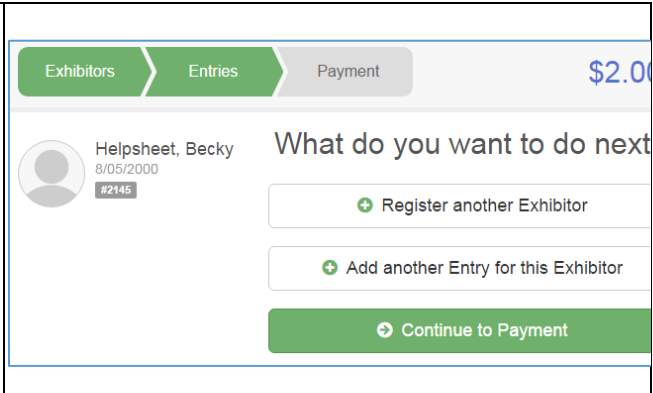 Exhibitors Entries Payment $2.00
Helpsheet, Becky
8/05/2000
#2145
What do you want to do next
Register another Exhibitor
Add another Entry for this Exhibitor
Continue to Payment